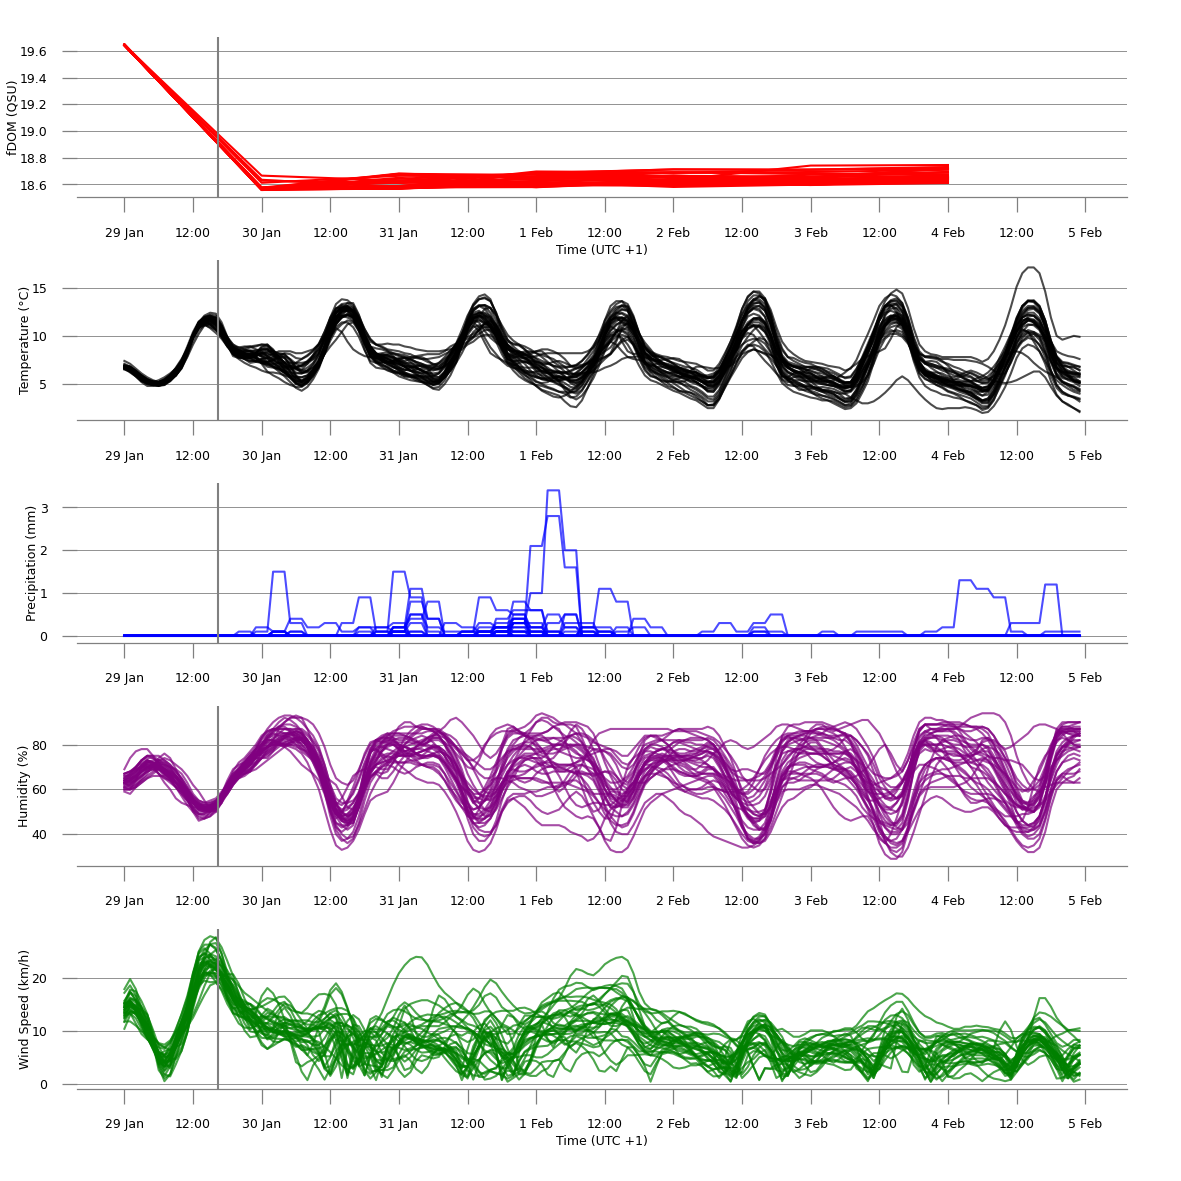 fDOM (QSU)
19.6
19.4
19.2
19.0
18.8
18.6
29 Jan 12:00 30 Jan 12:00 31 Jan 12:00 1 Feb 12:00 2 Feb 12:00 3 Feb 12:00 4 Feb 12:00 5 Feb
Time (UTC +1)
Temperature (°C)
15
10
5
29 Jan 12:00 30 Jan 12:00 31 Jan 12:00 1 Feb 12:00 2 Feb 12:00 3 Feb 12:00 4 Feb 12:00 5 Feb
Precipitation (mm)
3
2
1
0
29 Jan 12:00 30 Jan 12:00 31 Jan 12:00 1 Feb 12:00 2 Feb 12:00 3 Feb 12:00 4 Feb 12:00 5 Feb
Humidity (%)
80
60
40
29 Jan 12:00 30 Jan 12:00 31 Jan 12:00 1 Feb 12:00 2 Feb 12:00 3 Feb 12:00 4 Feb 12:00 5 Feb
Wind Speed (km/h)
20
10
0
29 Jan 12:00 30 Jan 12:00 31 Jan 12:00 1 Feb 12:00 2 Feb 12:00 3 Feb 12:00 4 Feb 12:00 5 Feb
Time (UTC +1)